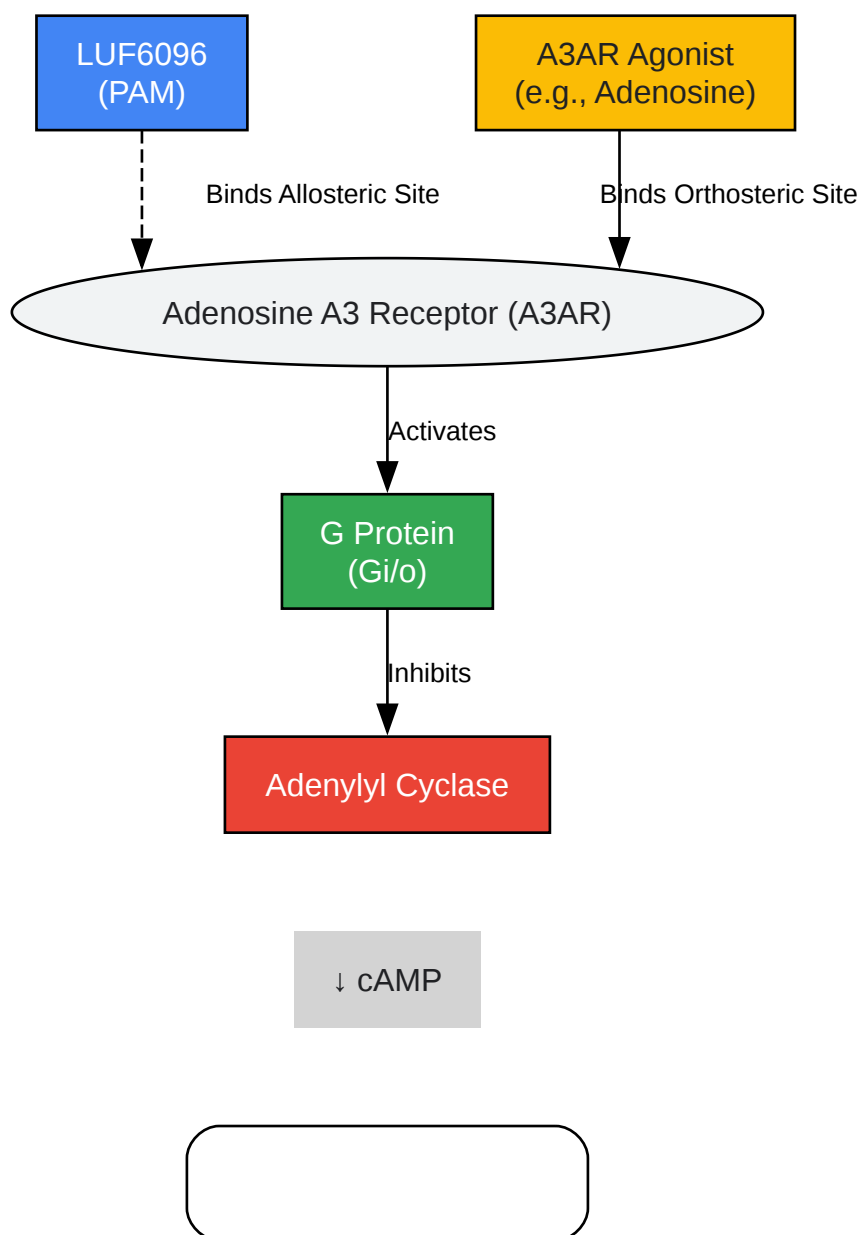 LUF6096
(PAM)
A3AR Agonist
(e.g., Adenosine)
Binds Allosteric Site
Binds Orthosteric Site
Adenosine A3 Receptor (A3AR)
Activates
G Protein
(Gi/o)
Inhibits
Adenylyl Cyclase
↓ cAMP